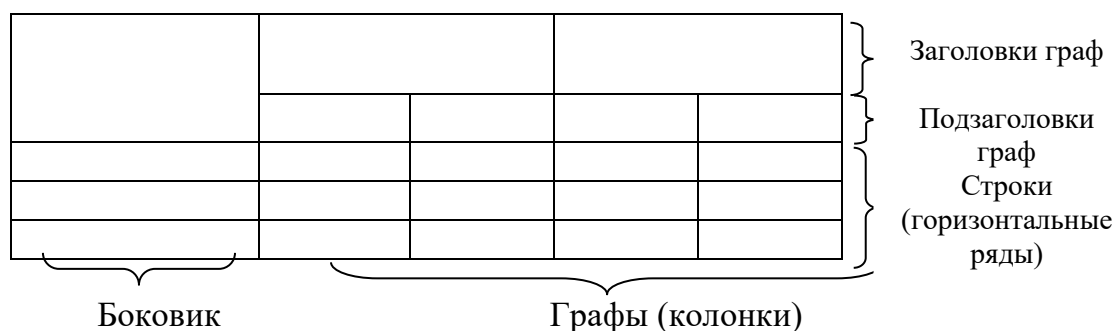 Заголовки граф
Подзаголовки
граф
Строки
(горизонтальные
ряды)
Боковик
Графы (колонки)